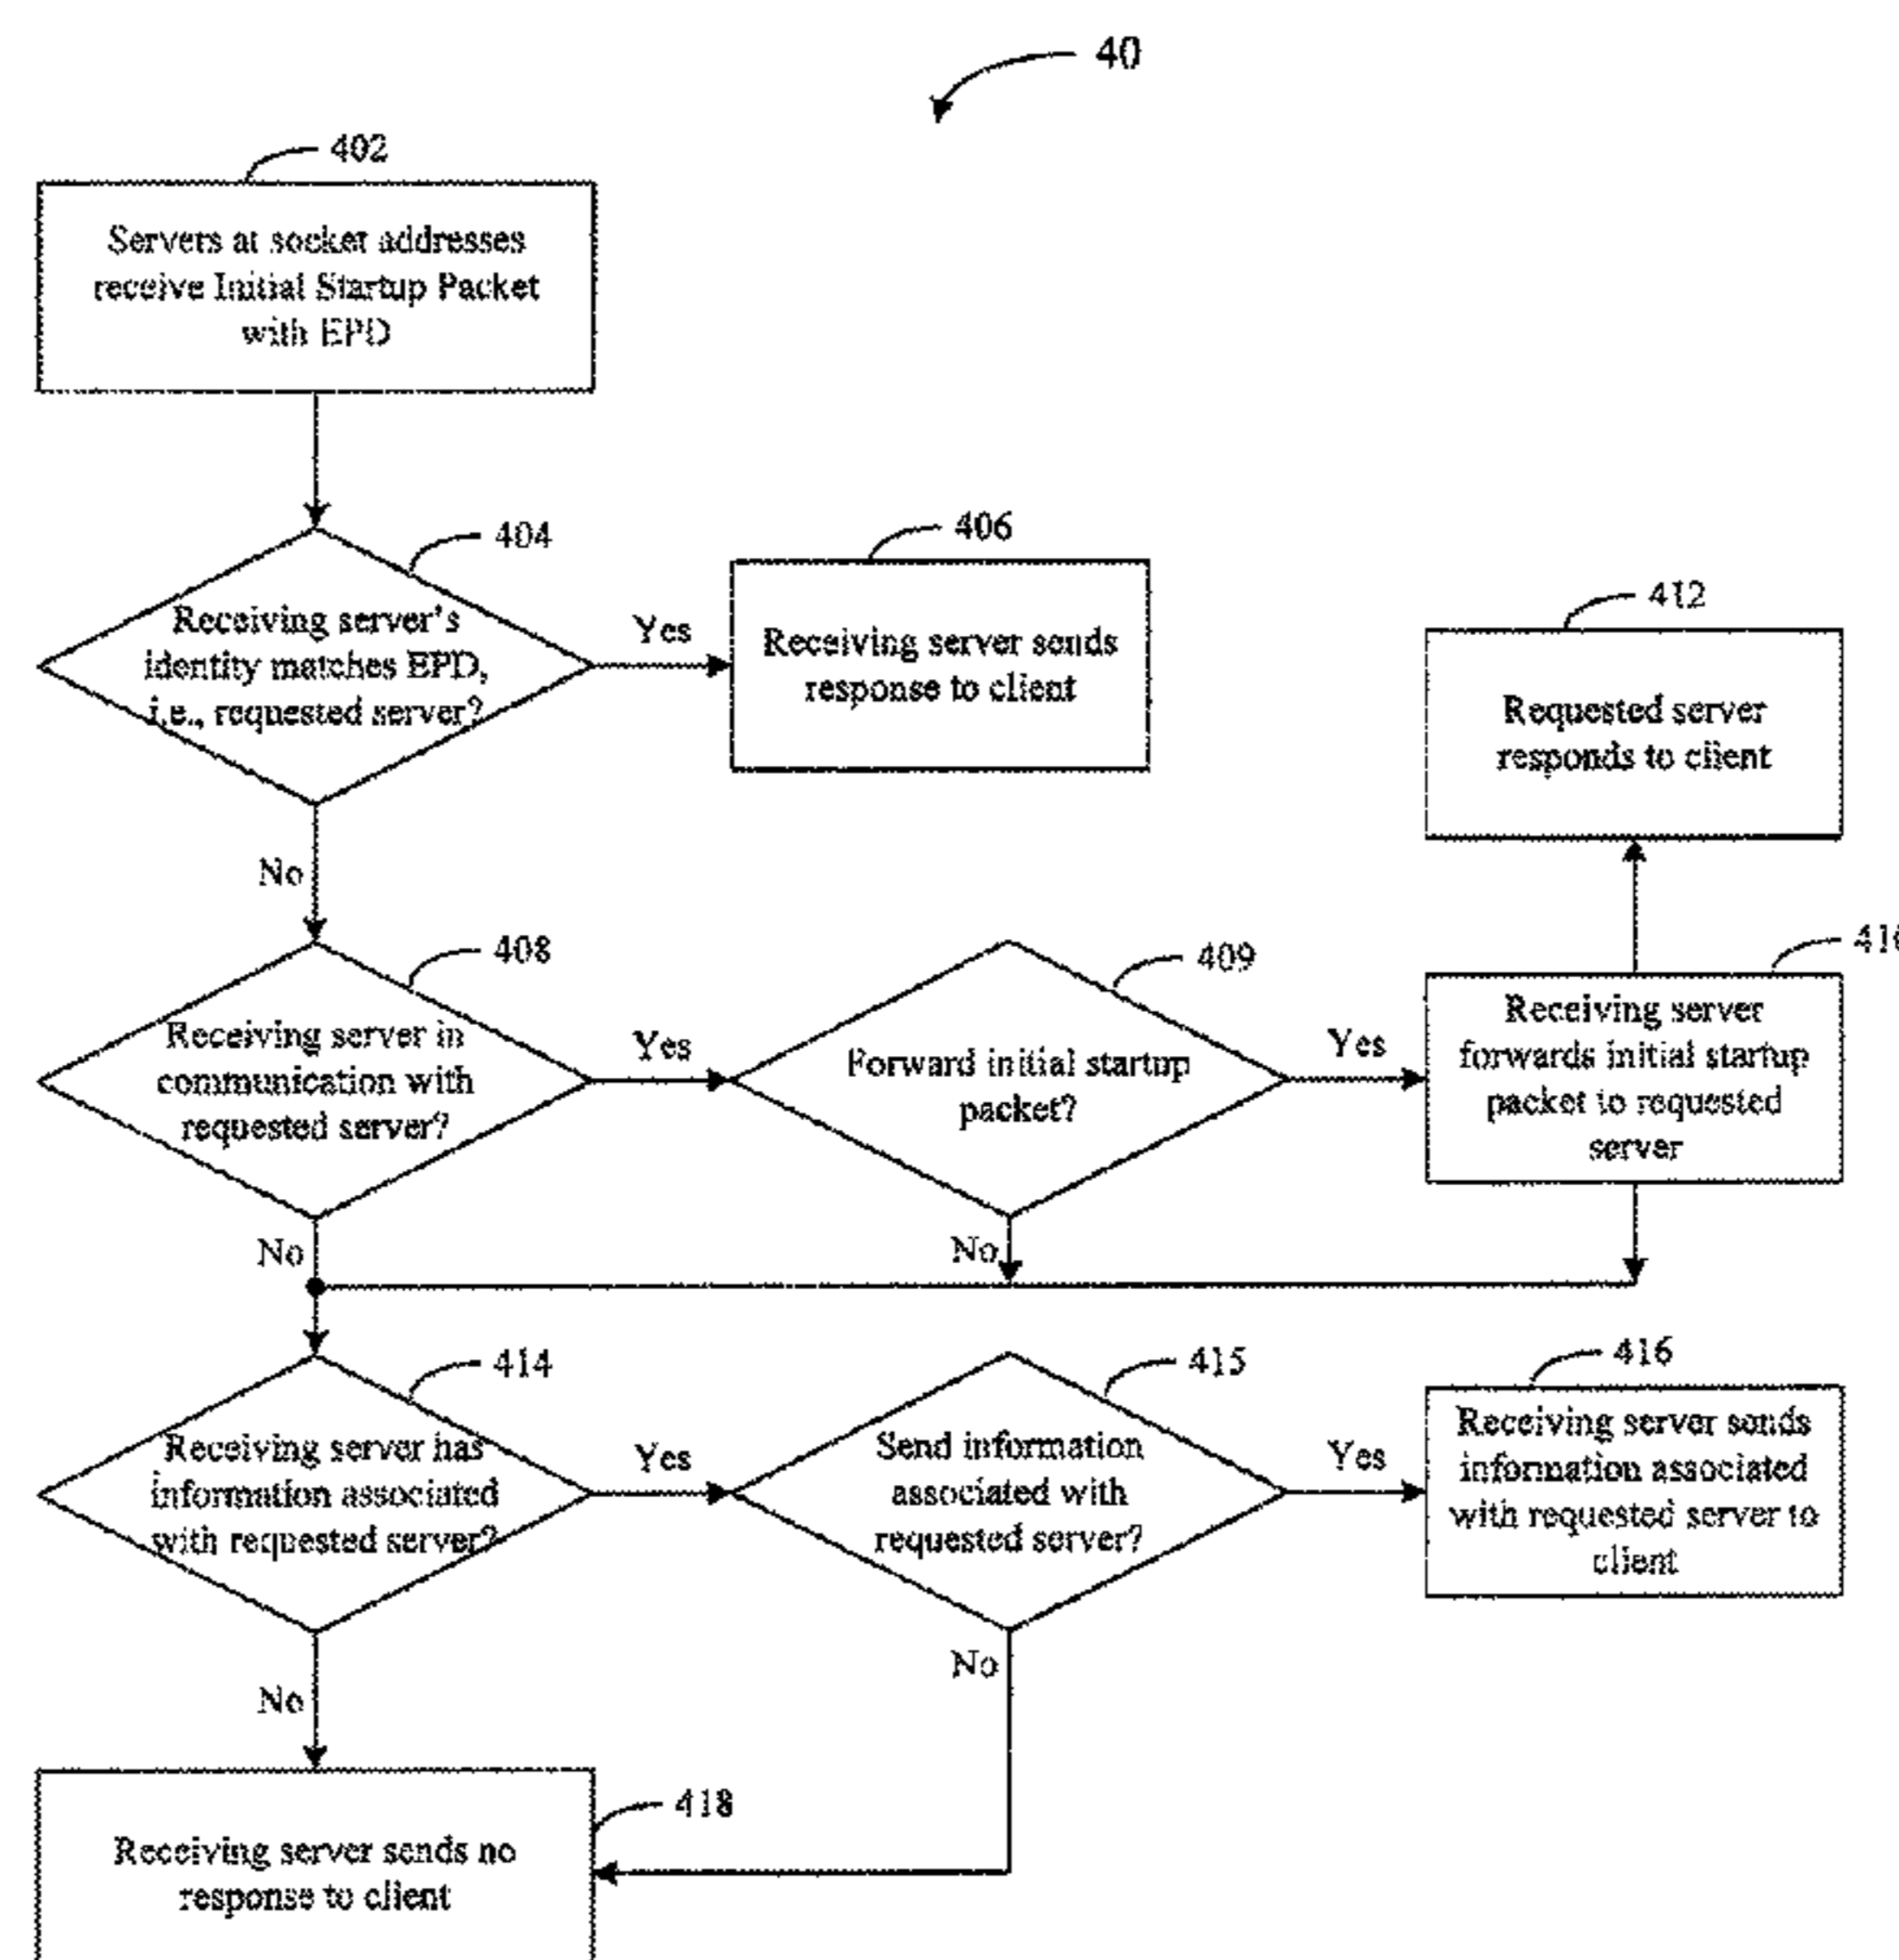 40
402
Servers at socket addresses
receive Initial Startup Packet
with EPD
404
Receiving server's
identity matches EPD,
i.e., requested server?
Yes
406
Receiving server sends
response to client
412
Requested server
responds to client
No
408
Receiving server in
communication with
requested server?
Yes
409
Forward initial startup
packet?
Yes
Receiving server
forwards initial startup
packet to requested
server
No
No
414
Receiving server has
information associated
with requested server?
Yes
415
Send information
associated with
requested server?
Yes
416
Receiving server sends
information associated
with requested server to
client
No
No
418
Receiving server sends no
response to client